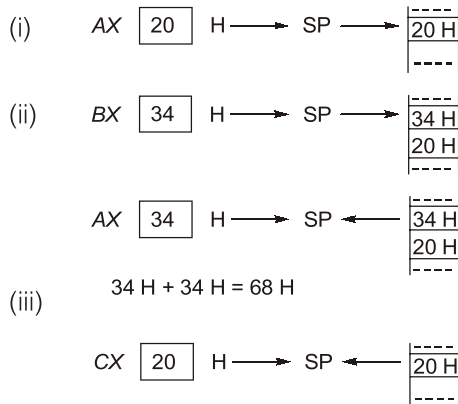 (i) AX 20 H SP 20 H
(ii) BX 34 H SP 34 H
20 H
AX 34 H SP 34 H
20 H
34 H + 34 H = 68 H
(iii)
CX 20 H SP 20 H